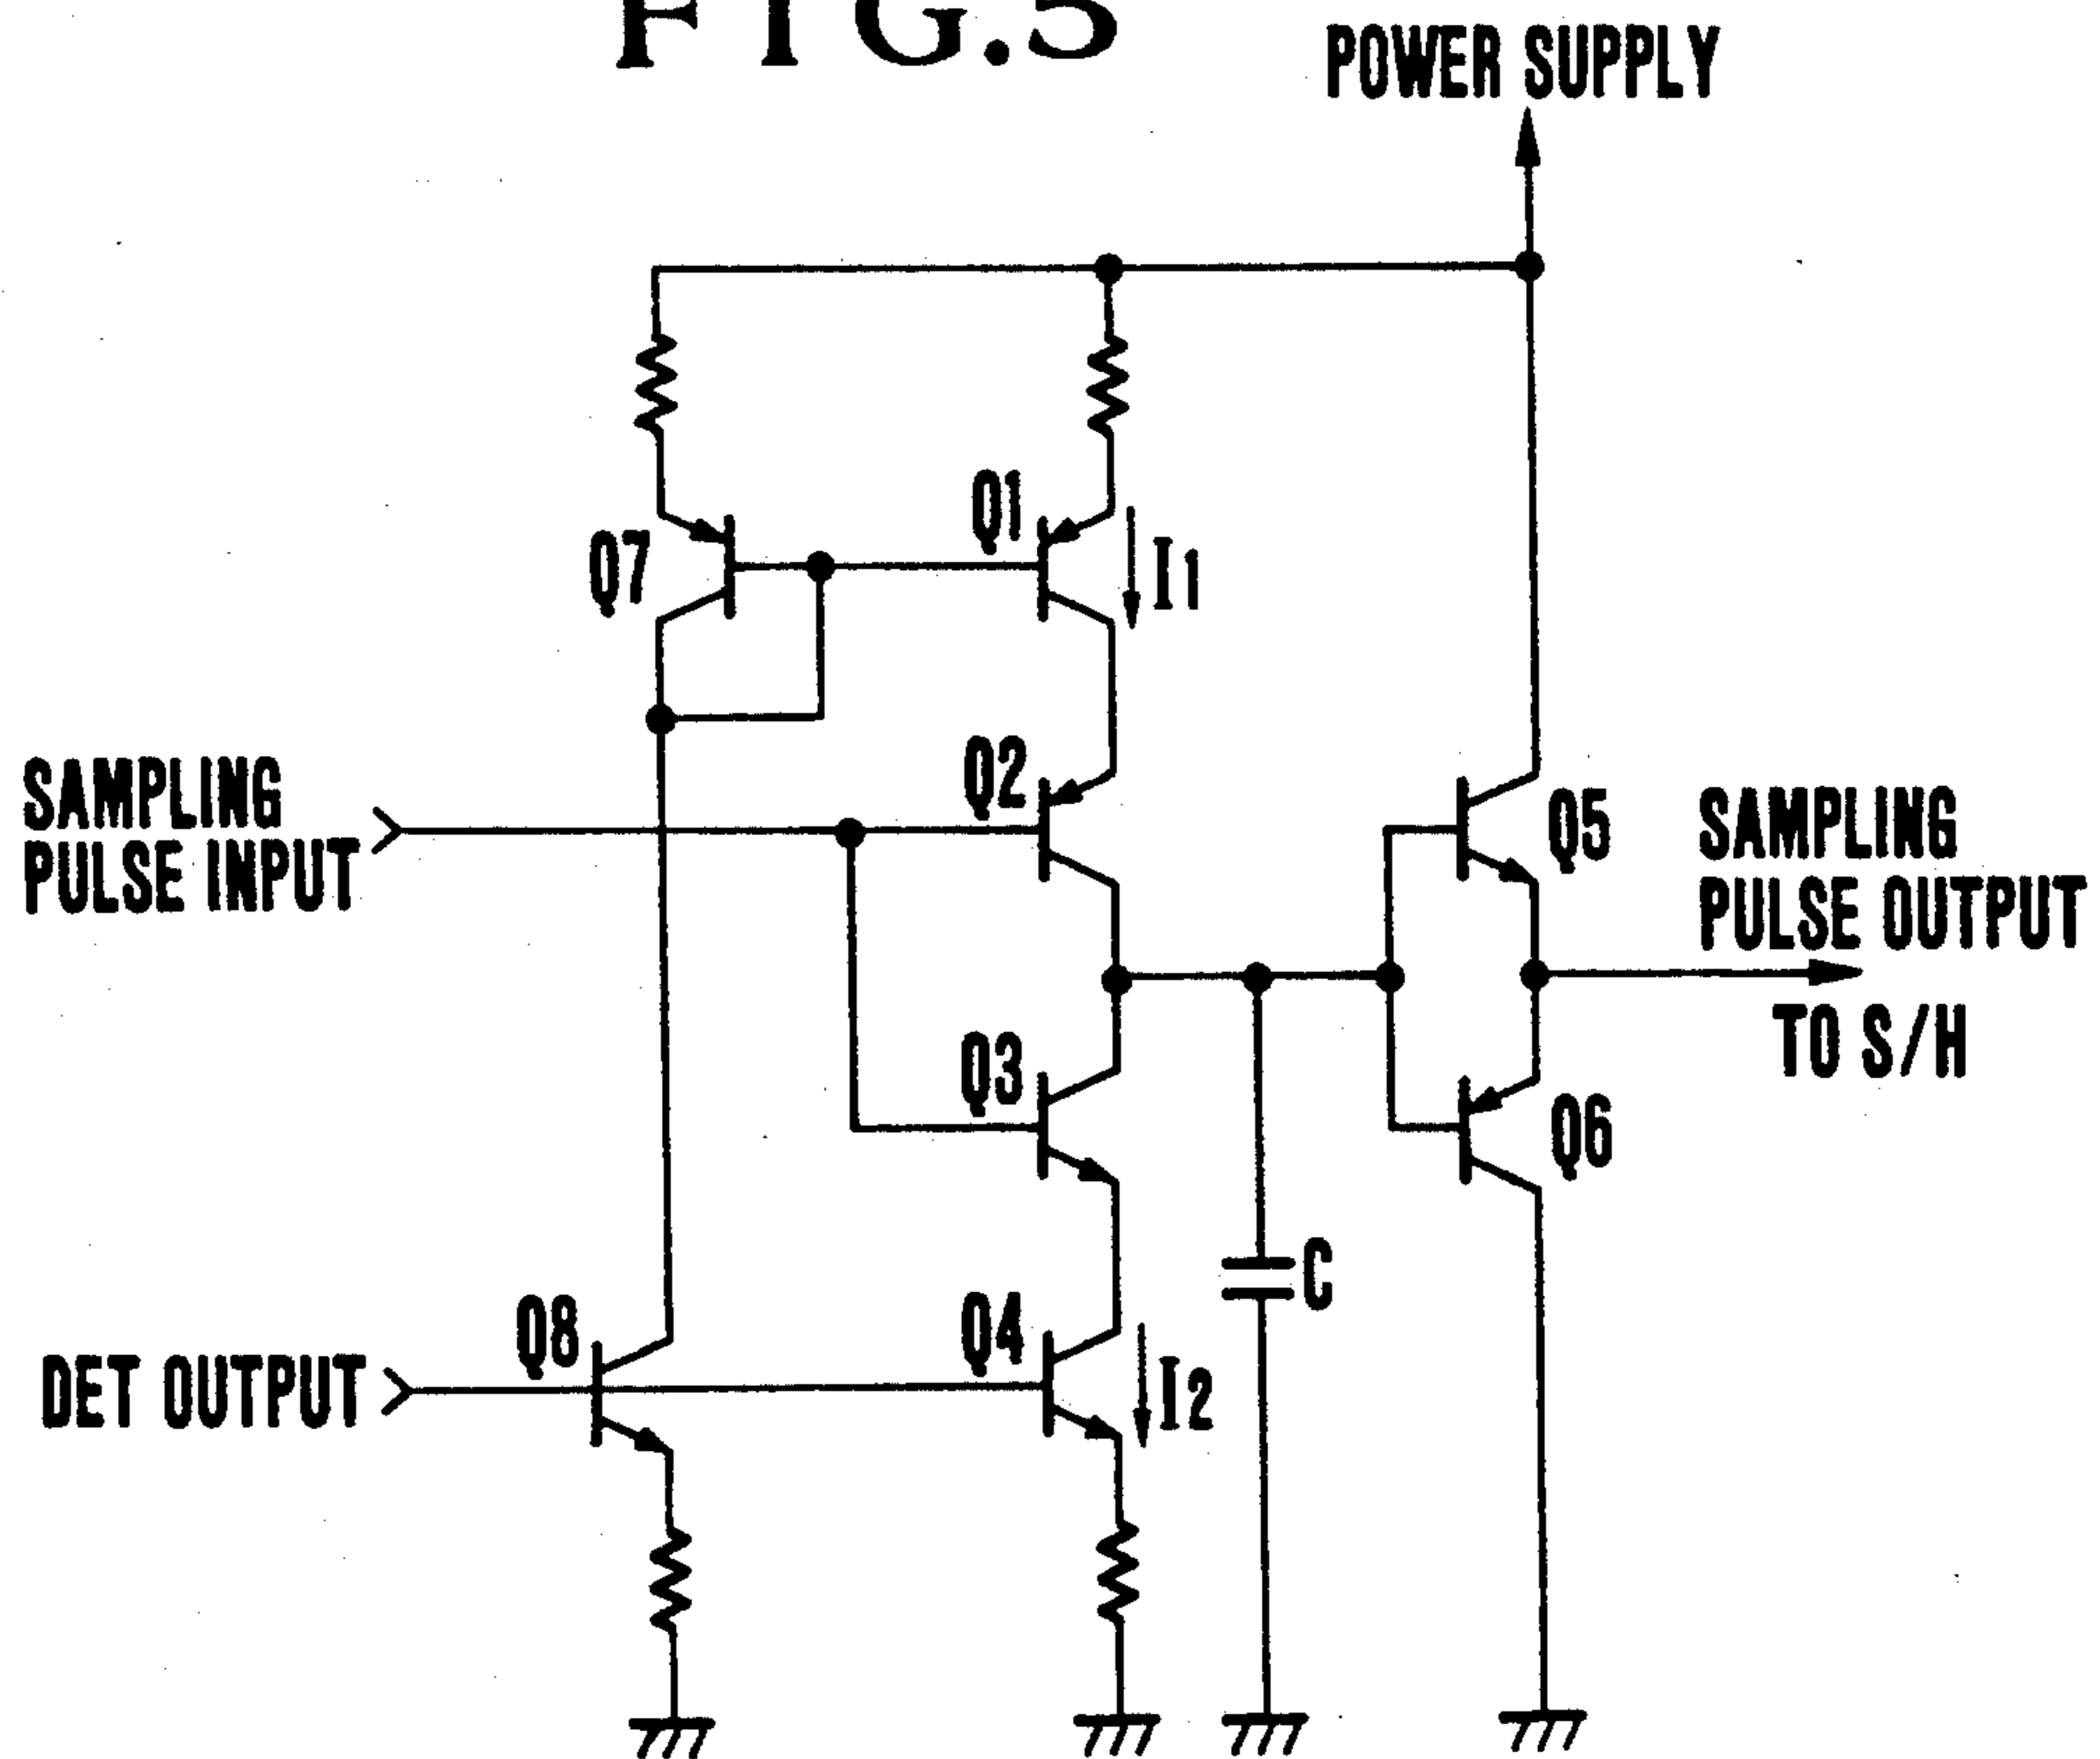 FIG.5
POWER SUPPLY
Q1
I1
Q7
Q2
SAMPLING
PULSE INPUT
Q5
SAMPLING
PULSE OUTPUT
TO S/H
Q3
Q6
C
Q8
Q4
DET OUTPUT
I2